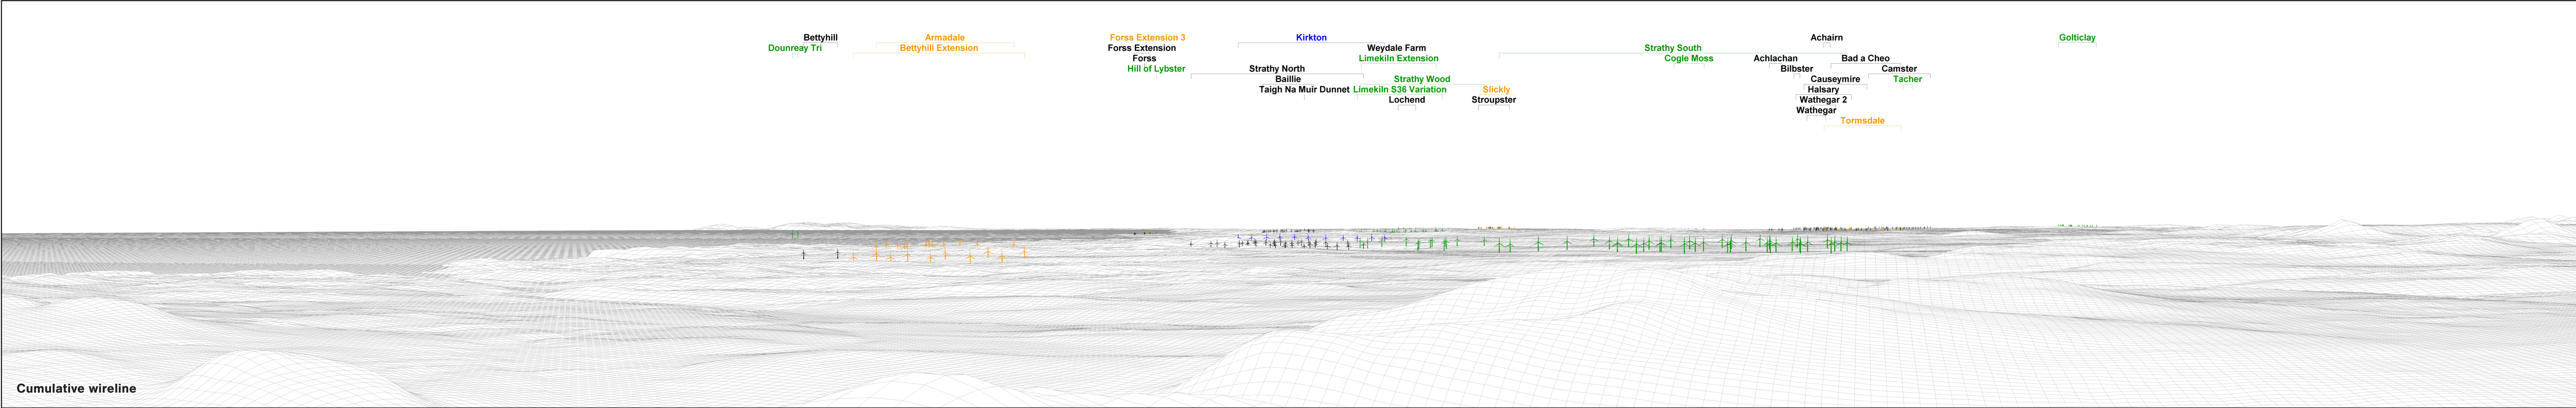 Bettyhill Armadale Forss Extension 3 Kirkton Achairn Golticlay
Dounreay Tri Bettyhill Extension Forss Extension Weydale Farm Strathy South
Forss Limekiln Extension Cogle Moss Achlachan Bad a Cheo
Hill of Lybster Strathy North Bilbster Camster
Baillie Strathy Wood Causeymire Tacher
Taigh Na Muir Dunnet Limekiln S36 Variation Slickly Halsary
Lochend Stroupster Wathegar 2
Wathegar
Tormsdale
Cumulative wireline